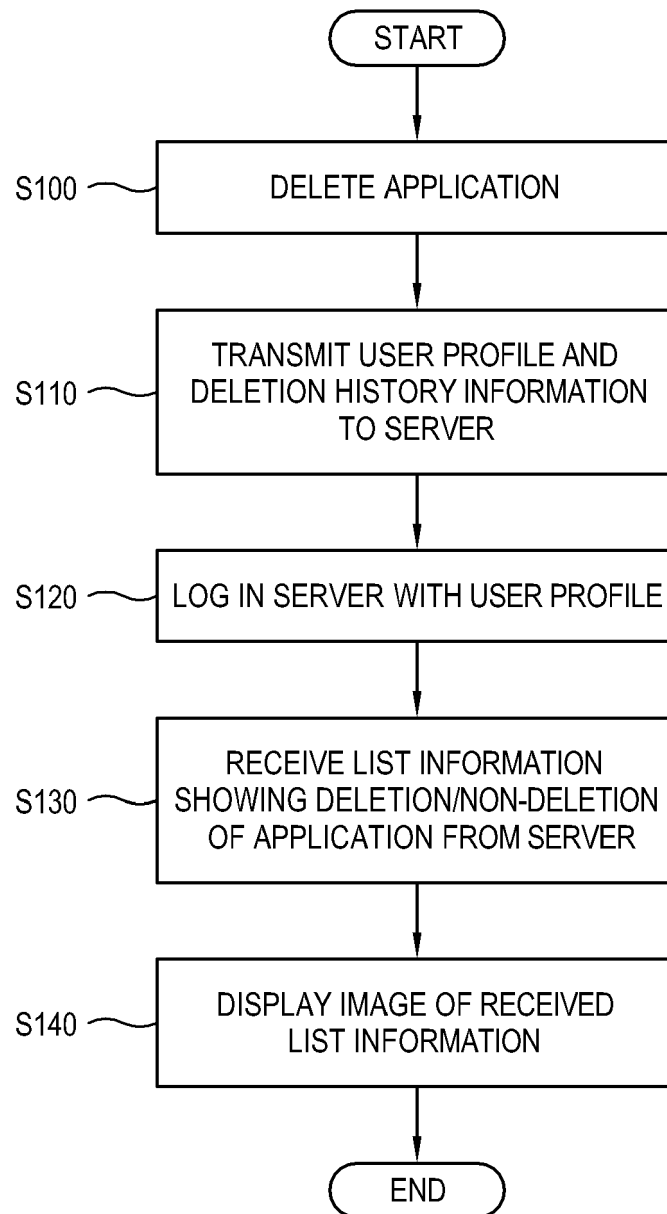 START
S100
DELETE APPLICATION
S110
TRANSMIT USER PROFILE AND
DELETION HISTORY INFORMATION
TO SERVER
S120
LOG IN SERVER WITH USER PROFILE
S130
RECEIVE LIST INFORMATION
SHOWING DELETION/NON-DELETION
OF APPLICATION FROM SERVER
S140
DISPLAY IMAGE OF RECEIVED
LIST INFORMATION
END